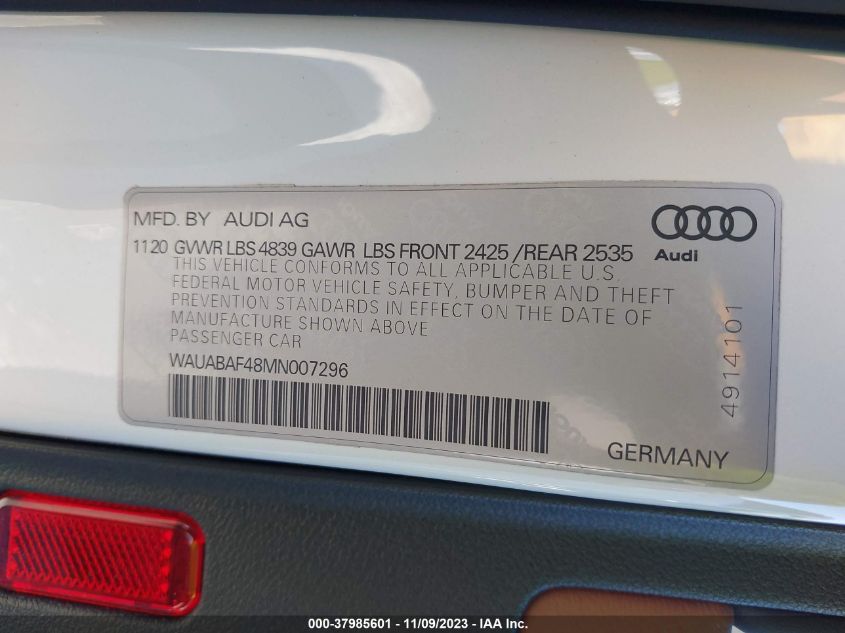 MFD. BY AUDI AG
1120 GVWR LBS 4839 GAWR LBS FRONT 2425 /REAR 2535
Audi
THIS VEHICLE CONFORMS TO ALL APPLICABLE U.S.
FEDERAL MOTOR VEHICLE SAFETY, BUMPER AND THEFT
PREVENTION STANDARDS IN EFFECT ON THE DATE OF
MANUFACTURE SHOWN ABOVE
PASSENGER CAR
WAUABAF48MN007296
4914101
GERMANY
000-37985601 - 11/09/2023 - IAA Inc.